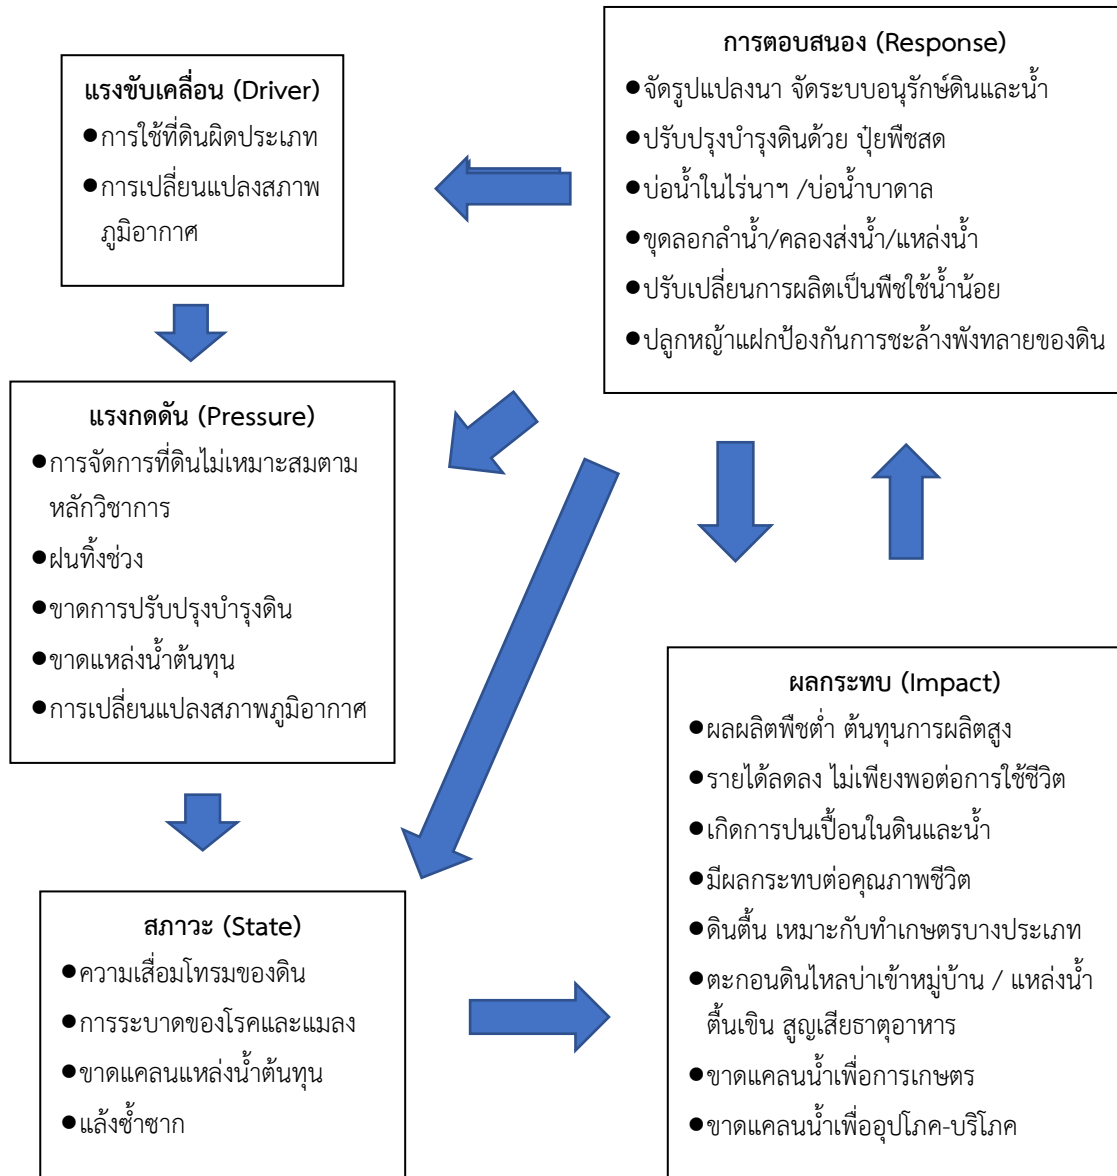 แรงขับเคลื่อน (Driver)
●การใช้ที่ดินผิดประเภท
●การเปลี่ยนแปลงสภาพ
ภูมิอากาศ
การตอบสนอง (Response)
●จัดรูปแปลงนา จัดระบบอนุรักษ์ดินและน้ำ
●ปรับปรุงบำรุงดินด้วย ปุ๋ยพืชสด
●บ่อน้ำในไร่นาฯ /บ่อน้ำบาดาล
●ขุดลอกลำน้ำ/คลองส่งน้ำ/แหล่งน้ำ
●ปรับเปลี่ยนการผลิตเป็นพืชใช้น้ำน้อย
●ปลูกหญ้าแฝกป้องกันการชะล้างพังทลายของดิน
แรงกดดัน (Pressure)
●การจัดการที่ดินไม่เหมาะสมตาม
หลักวิชาการ
●ฝนทิ้งช่วง
●ขาดการปรับปรุงบำรุงดิน
●ขาดแหล่งน้ำต้นทุน
●การเปลี่ยนแปลงสภาพภูมิอากาศ
สภาวะ (State)
●ความเสื่อมโทรมของดิน
●การระบาดของโรคและแมลง
●ขาดแคลนแหล่งน้ำต้นทุน
●แล้งซ้ำซาก
ผลกระทบ (Impact)
●ผลผลิตพืชต่ำ ต้นทุนการผลิตสูง
●รายได้ลดลง ไม่เพียงพอต่อการใช้ชีวิต
●เกิดการปนเปื้อนในดินและน้ำ
●มีผลกระทบต่อคุณภาพชีวิต
●ดินตื้น เหมาะกับทำเกษตรบางประเภท
●ตะกอนดินไหลบ่าเข้าหมู่บ้าน / แหล่งน้ำ
ตื้นเขิน สูญเสียธาตุอาหาร
●ขาดแคลนน้ำเพื่อการเกษตร
●ขาดแคลนน้ำเพื่ออุปโภค-บริโภค